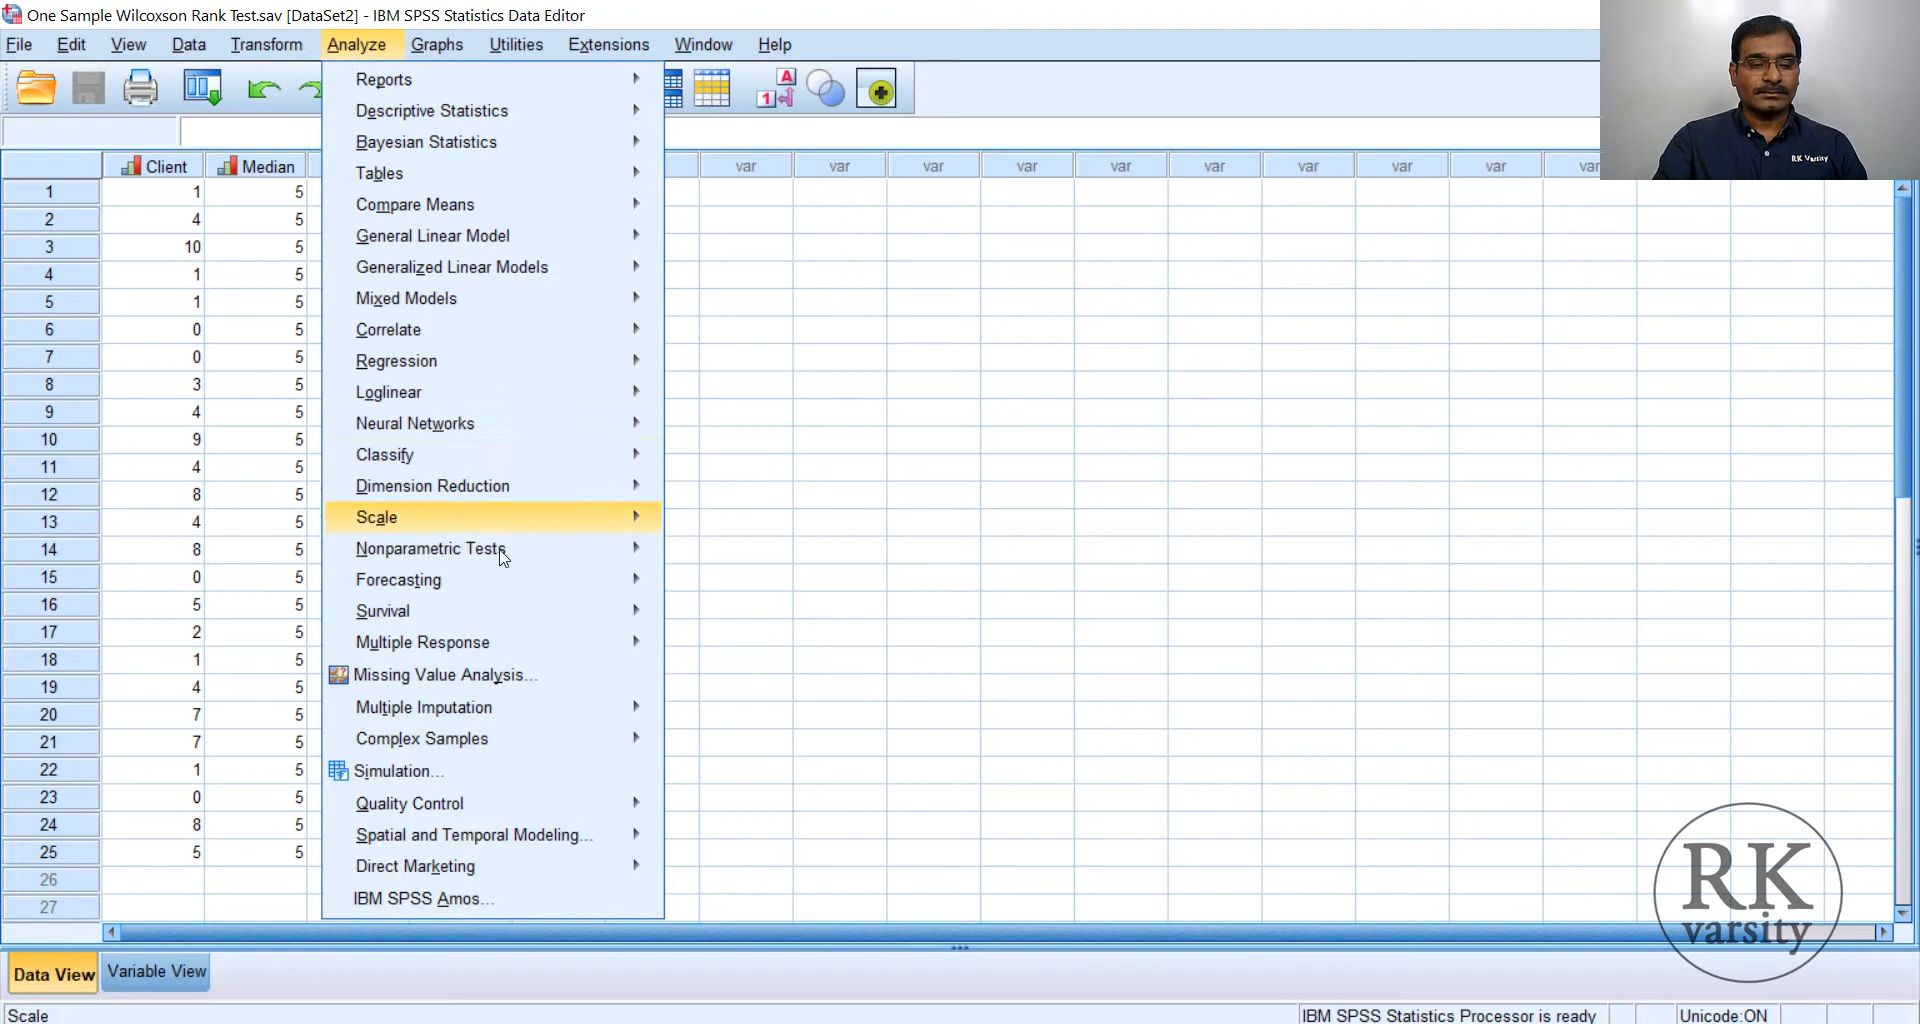 One Sample Wilcoxson Rank Test.sav [DataSet2] - IBM SPSS Statistics Data Editor
File Edit View Data Transform Analyze Graphs Utilities Extensions Window Help
Reports
Descriptive Statistics
Bayesian Statistics
Tables
Compare Means
General Linear Model
Generalized Linear Models
Mixed Models
Correlate
Regression
Loglinear
Neural Networks
Classify
Dimension Reduction
Scale
Nonparametric Tests
Forecasting
Survival
Multiple Response
Missing Value Analysis...
Multiple Imputation
Complex Samples
Simulation...
Quality Control
Spatial and Temporal Modeling...
Direct Marketing
IBM SPSS Amos...
A
1
RK Varsity
Client Median var var var var var var var var var var
1 1 5
2 4 5
3 10 5
4 1 5
5 1 5
6 0 5
7 0 5
8 3 5
9 4 5
10 9 5
11 4 5
12 8 5
13 4 5
14 8 5
15 0 5
16 5 5
17 2 5
18 1 5
19 4 5
20 7 5
21 7 5
22 1 5
23 0 5
24 8 5
25 5 5
26
27
RK
varsity
Data View Variable View
Scale IBM SPSS Statistics Processor is ready Unicode:ON